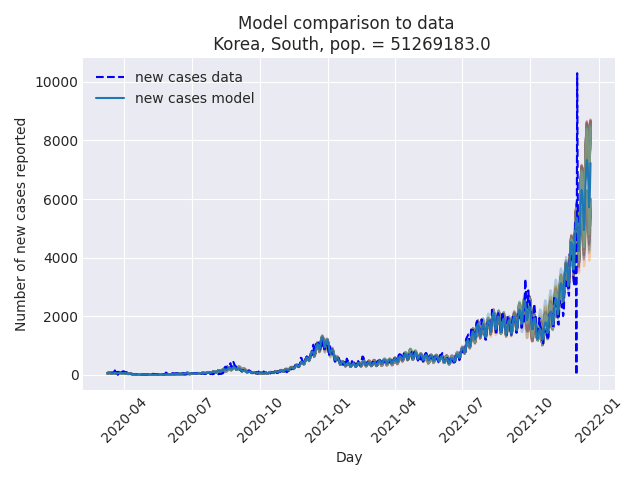 Model comparison to data
Korea, South, pop. = 51269183.0
new cases data
new cases model
Number of new cases reported
10000
8000
6000
4000
2000
0
2020-04
2020-07
2020-10
2021-01
2021-04
2021-07
2021-10
2022-01
Day